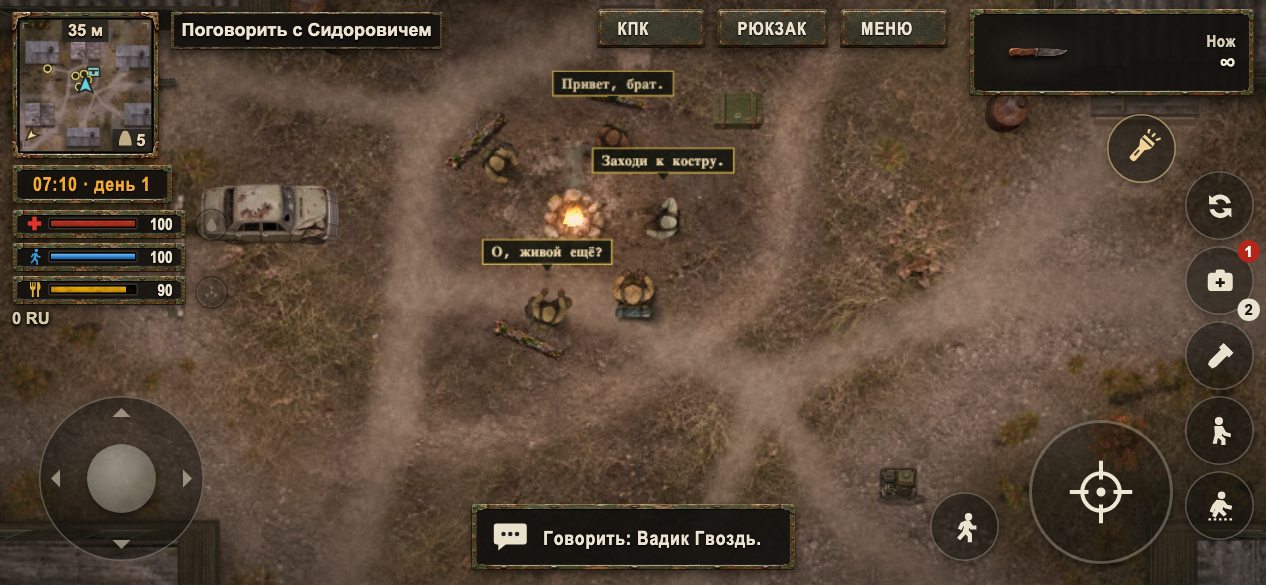 35 м
Поговорить с Сидоровичем
КПК
РЮКЗАК
МЕНЮ
Нож
∞
Привет, брат.
5
Заходи к костру.
07:10 · день 1
100
100
О, живой ещё?
90
0 RU
1
2
Говорить: Вадик Гвоздь.